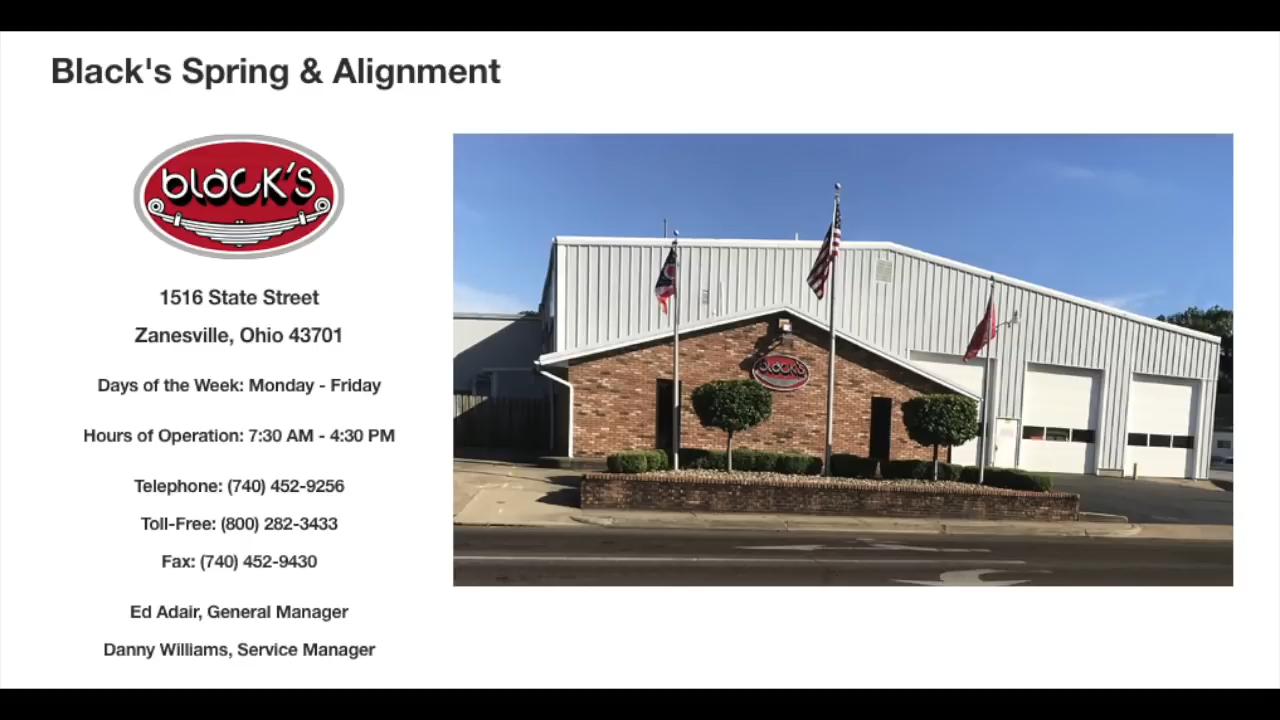 Black's Spring & Alignment
black's
1516 State Street
Zanesville, Ohio 43701
Days of the Week: Monday - Friday
Hours of Operation: 7:30 AM - 4:30 PM
Telephone: (740) 452-9256
Toll-Free: (800) 282-3433
Fax: (740) 452-9430
Ed Adair, General Manager
Danny Williams, Service Manager
black's